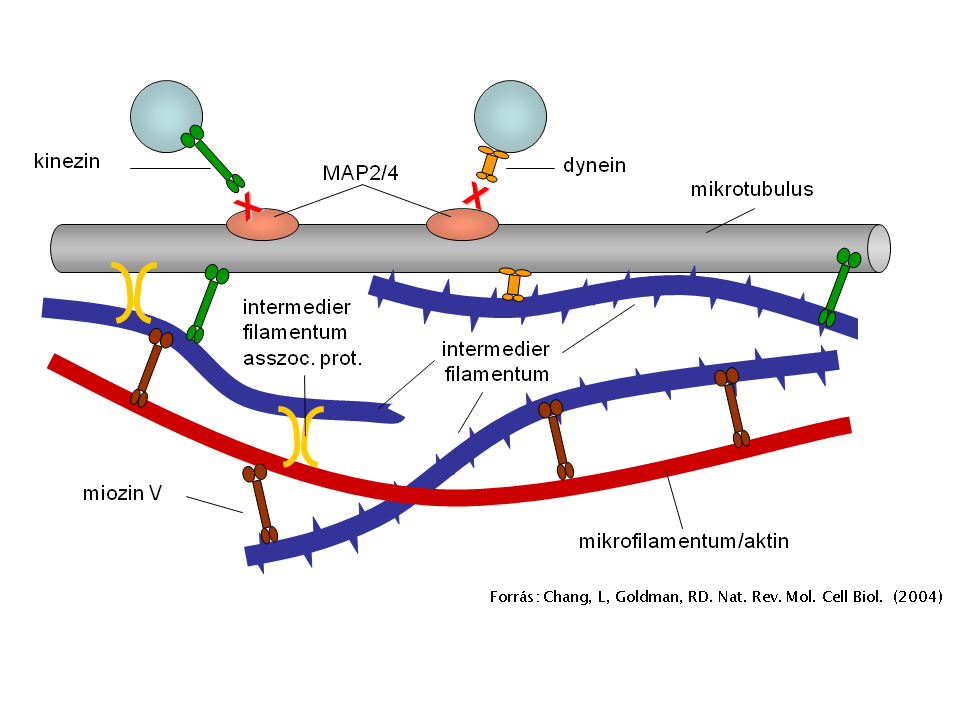 kinezin
MAP2/4
dynein
mikrotubulus
intermedier
filamentum
asszoc. prot.
intermedier
filamentum
miozin V
mikrofilamentum/aktin
Forrás: Chang, L, Goldman, RD. Nat. Rev. Mol. Cell Biol. (2004)